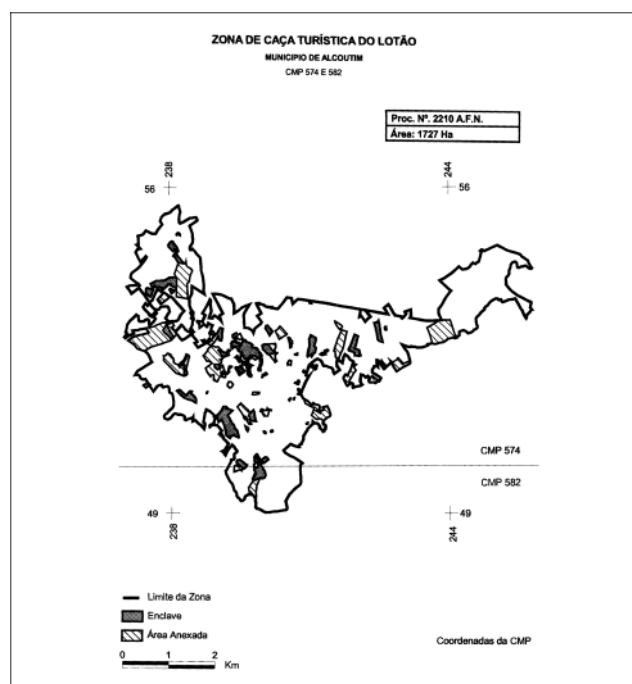 ZONA DE CAÇA TURÍSTICA DO LOTÃO
MUNICIPIO DE ALCOUTIM
CMP 574 E 582
Proc. Nº. 2210 A.F.N.
Área: 1727 Ha
238
244
56
56
CMP 574
CMP 582
49
49
238
244
Limite da Zona
Enclave
Área Anexada
Coordenadas da CMP
0 1 2
Km